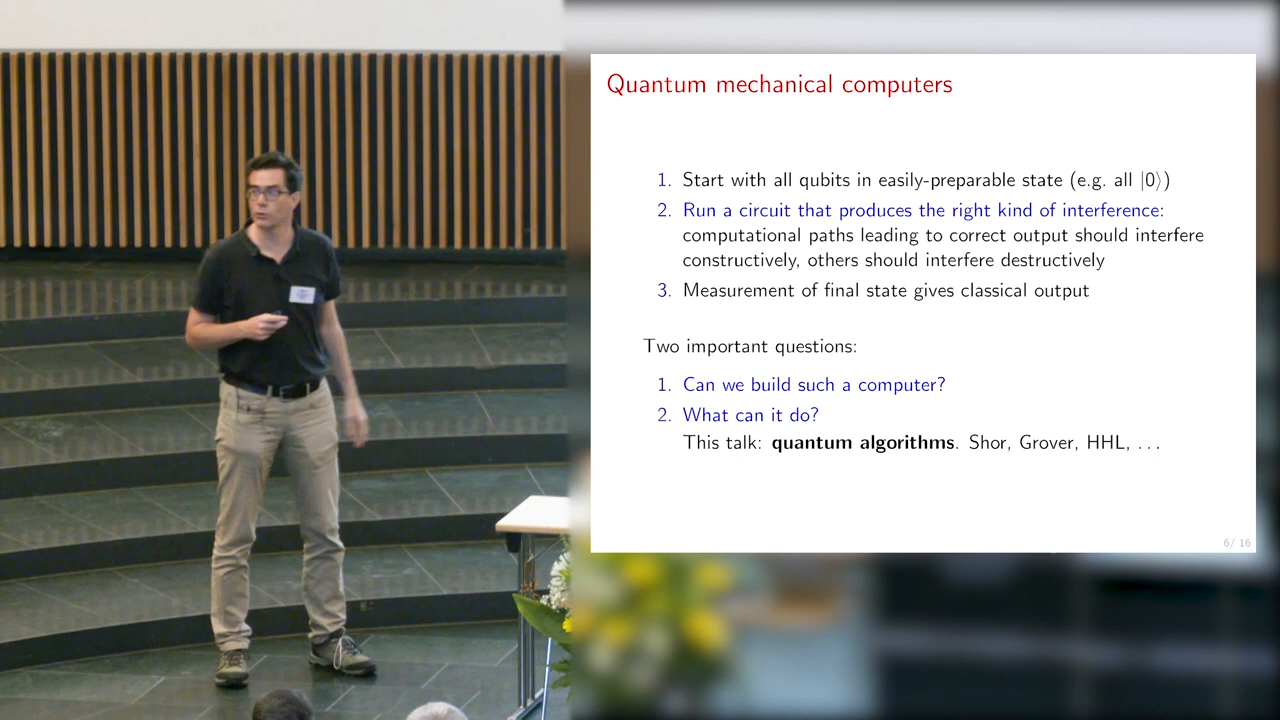 Quantum mechanical computers
1. Start with all qubits in easily-preparable state (e.g. all |0⟩)
2. Run a circuit that produces the right kind of interference:
computational paths leading to correct output should interfere
constructively, others should interfere destructively
3. Measurement of final state gives classical output
Two important questions:
1. Can we build such a computer?
2. What can it do?
This talk: quantum algorithms. Shor, Grover, HHL, ...
6/ 16